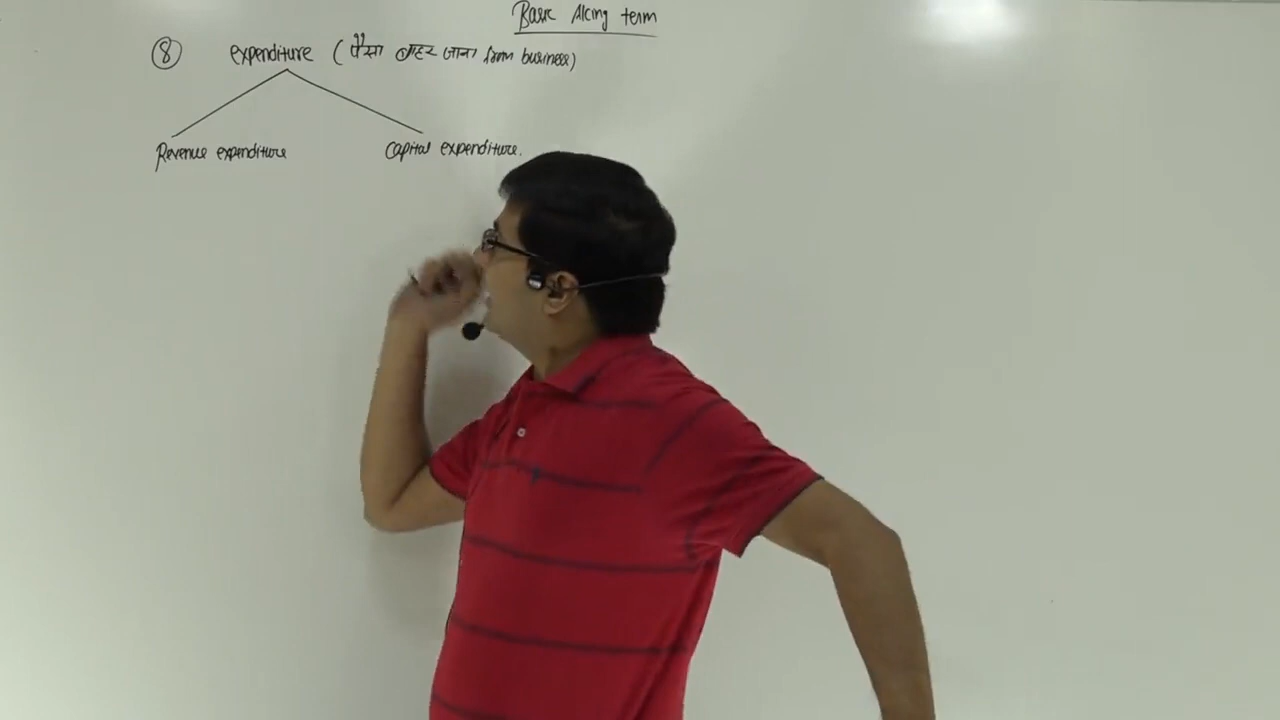 Basic A/cing term
⑧ expenditure (पैसा बाहर जाना from business)
Revenue expenditure Capital expenditure.